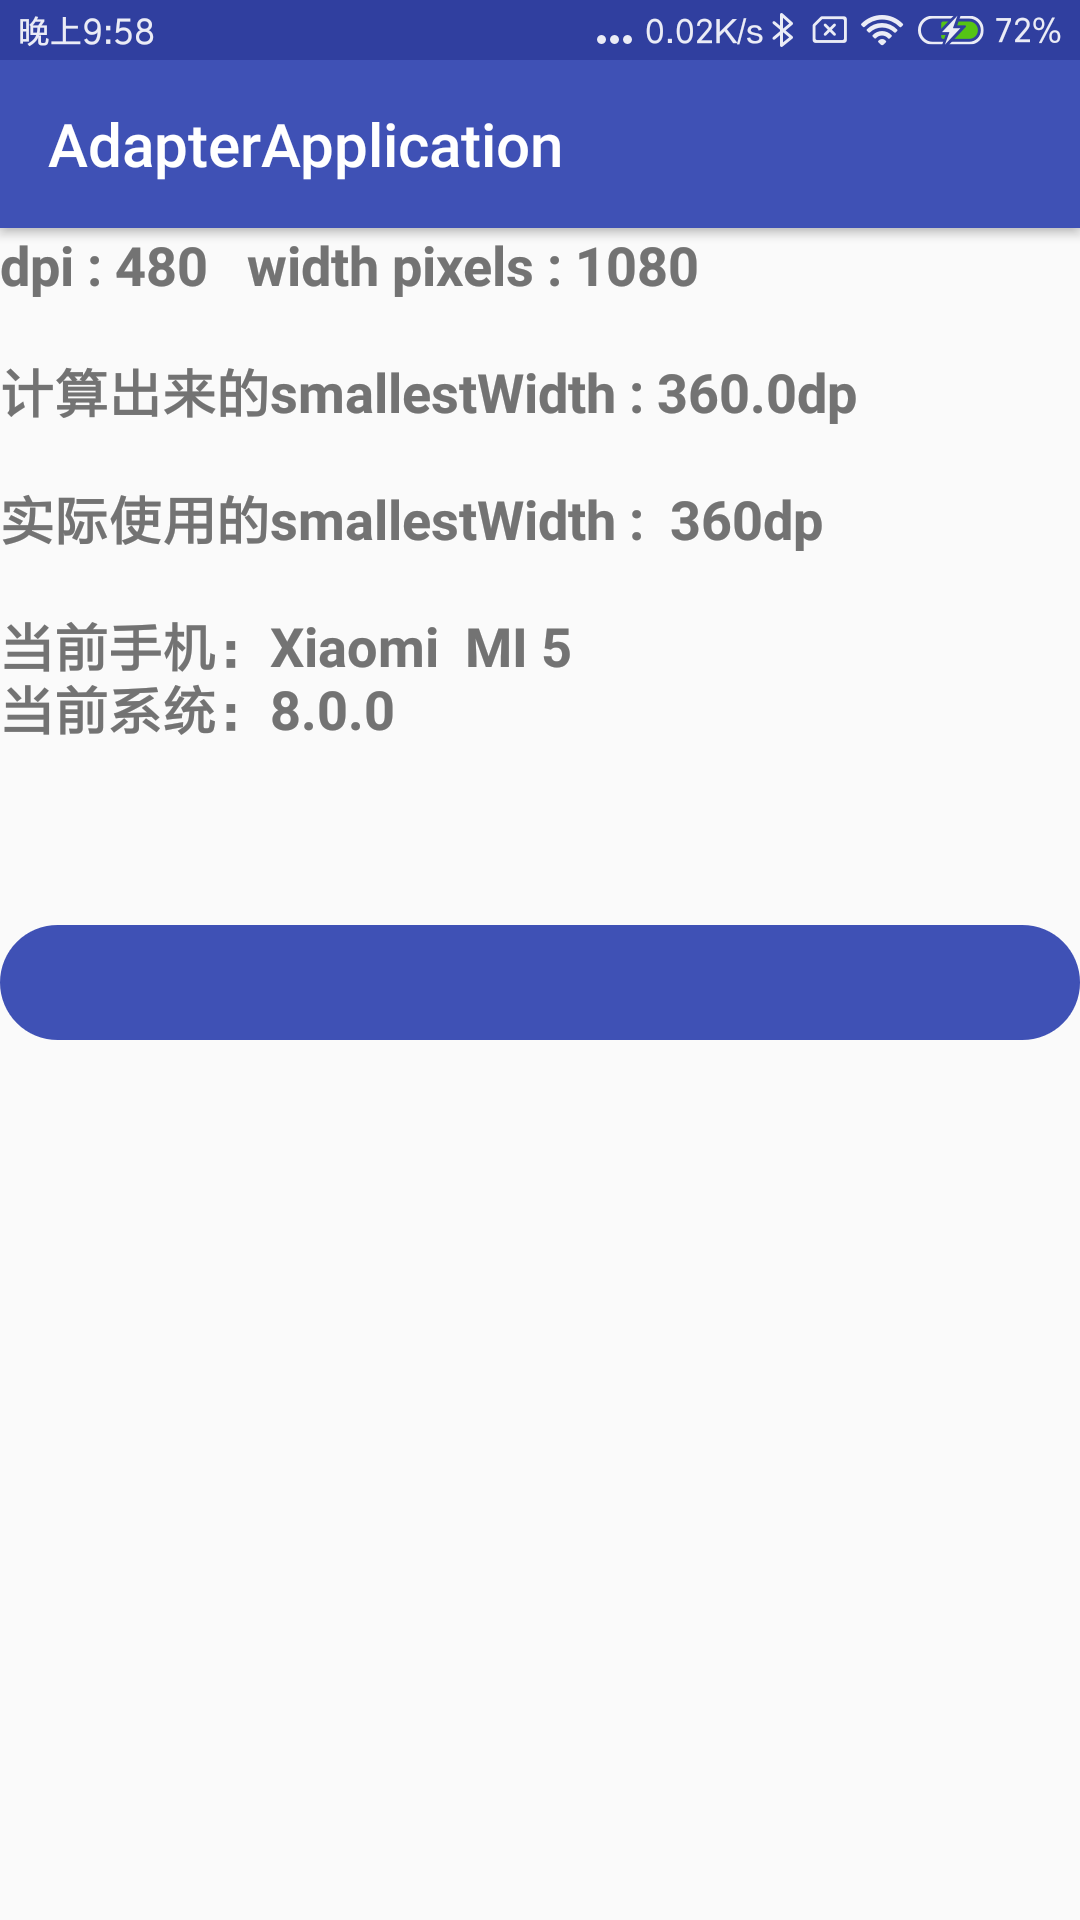 晚上9:58 ... 0.02K/s 72%
AdapterApplication
dpi : 480   width pixels : 1080
计算出来的smallestWidth : 360.0dp
实际使用的smallestWidth :  360dp
当前手机：Xiaomi  MI 5
当前系统：8.0.0